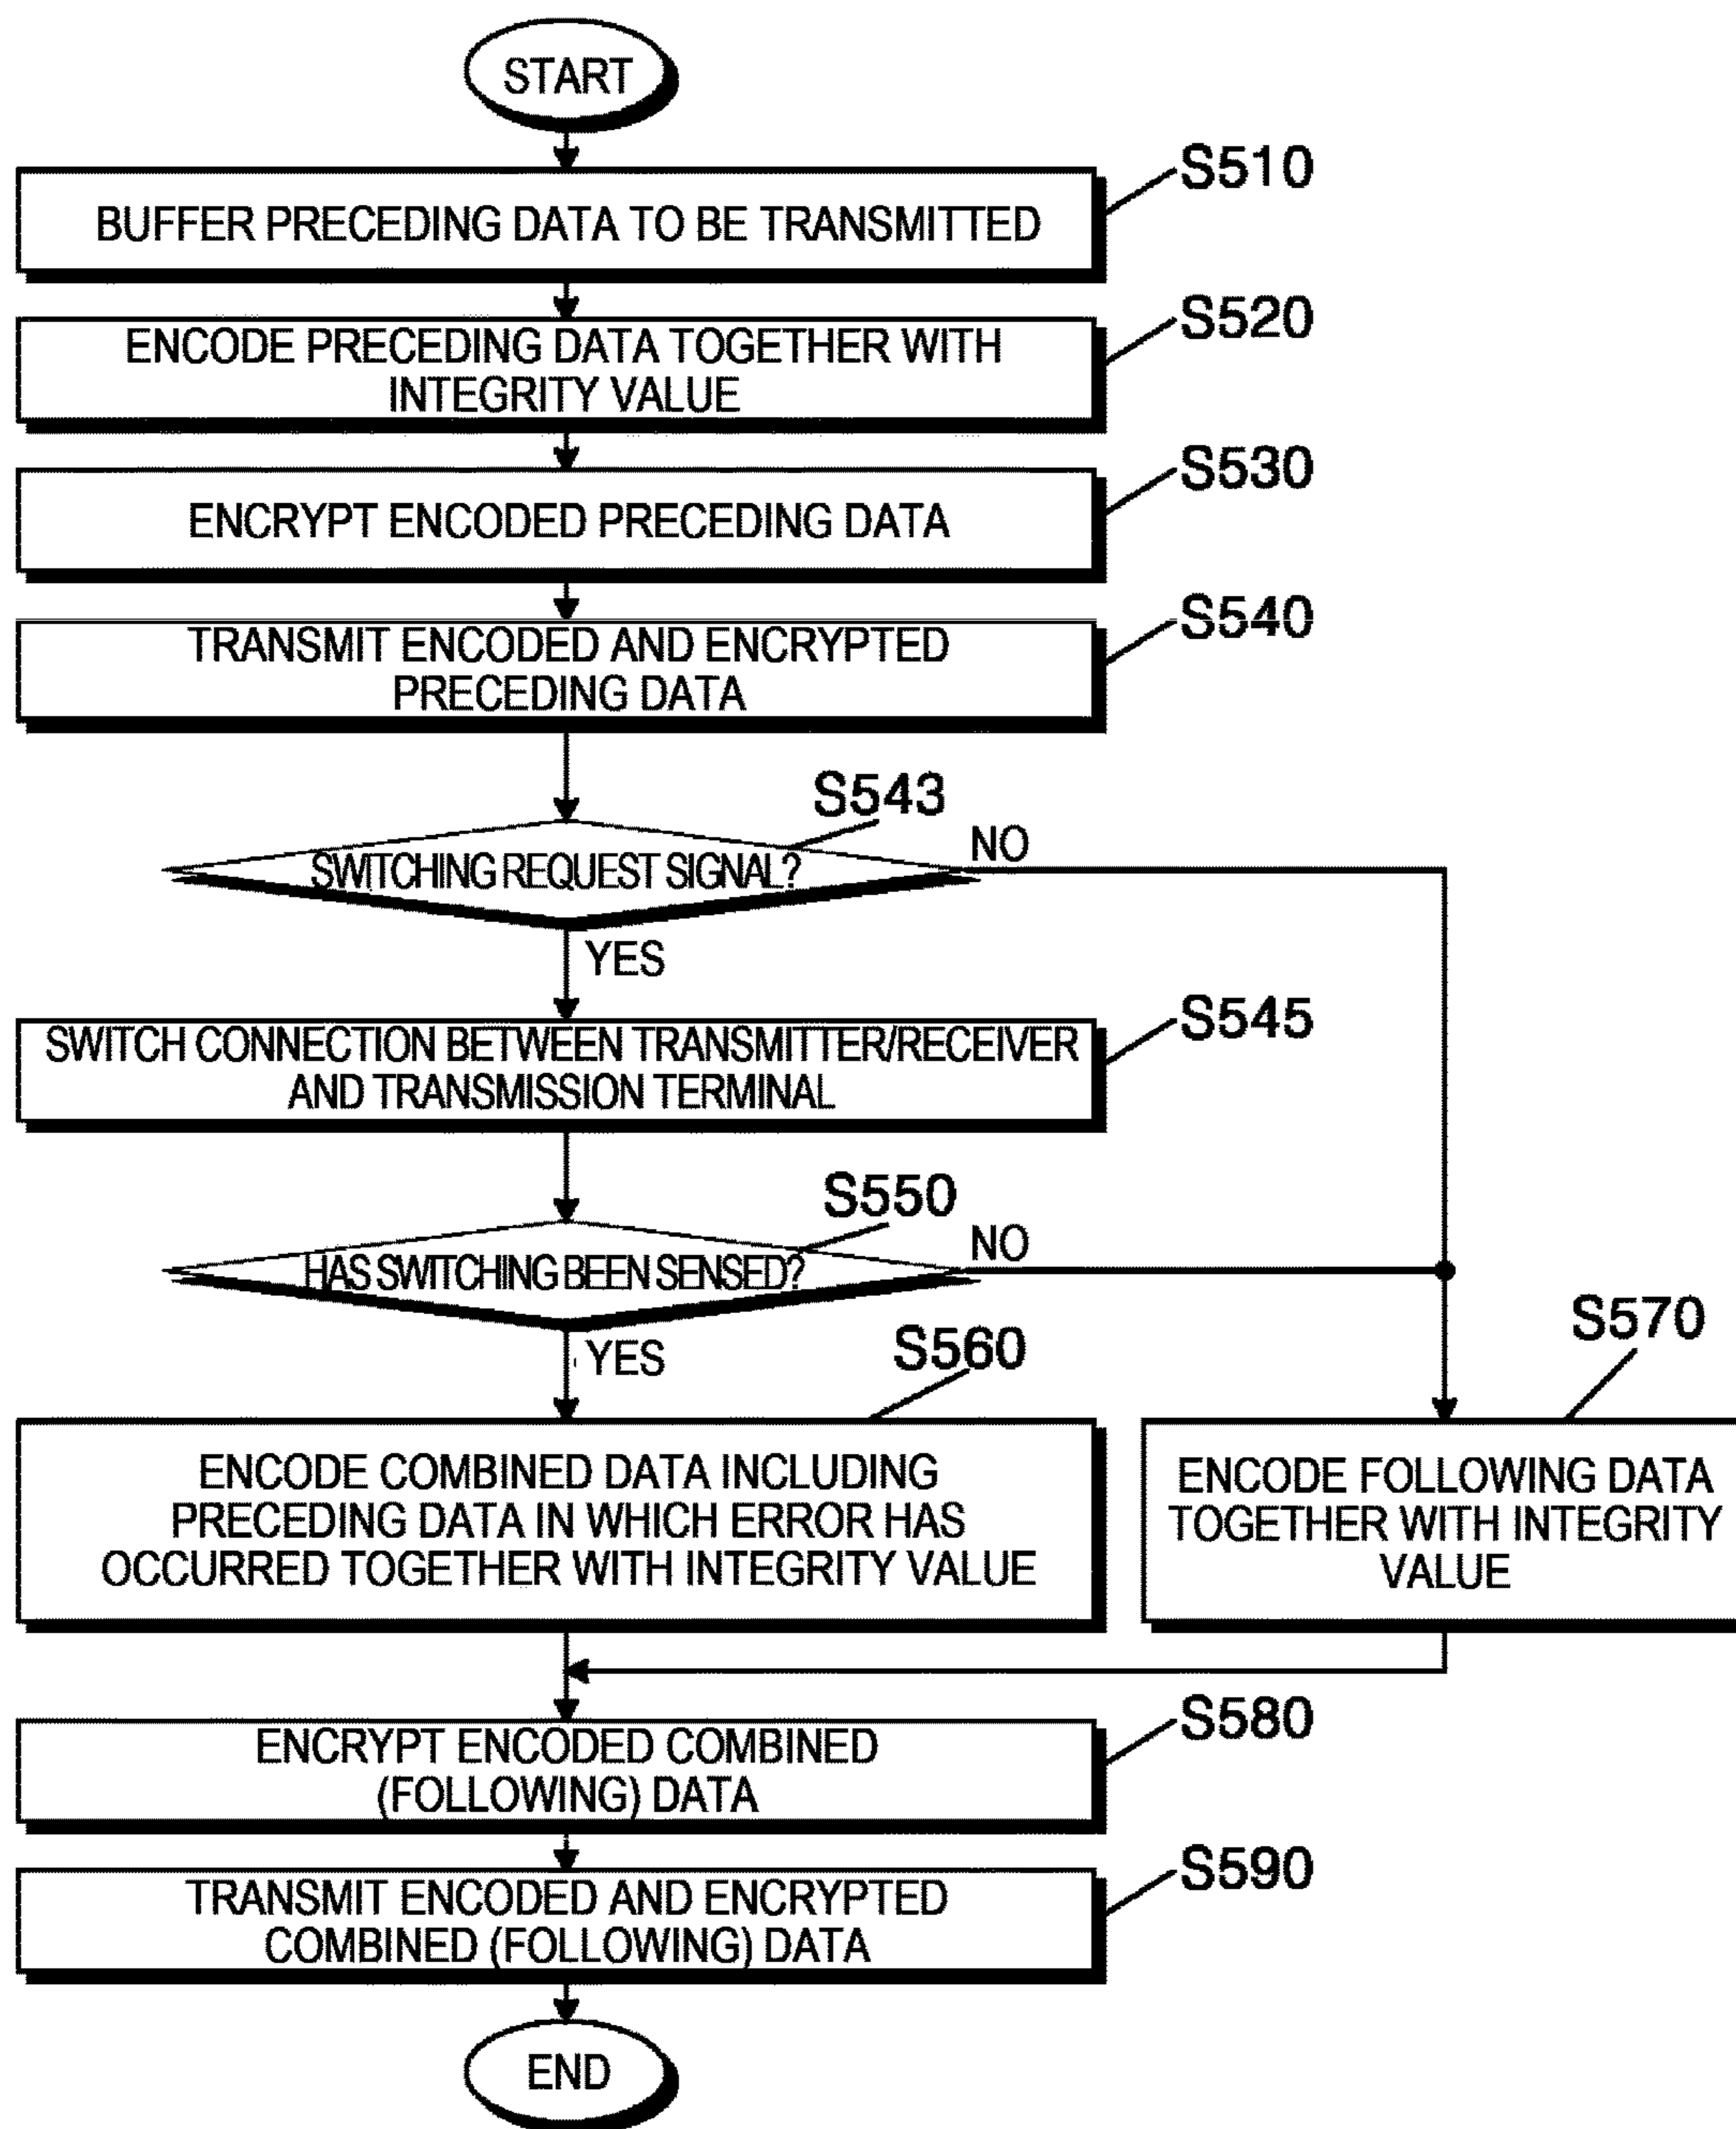 START
S510
BUFFER PRECEDING DATA TO BE TRANSMITTED
S520
ENCODE PRECEDING DATA TOGETHER WITH
INTEGRITY VALUE
S530
ENCRYPT ENCODED PRECEDING DATA
S540
TRANSMIT ENCODED AND ENCRYPTED
PRECEDING DATA
S543
SWITCHING REQUEST SIGNAL?
NO
YES
S545
SWITCH CONNECTION BETWEEN TRANSMITTER/RECEIVER
AND TRANSMISSION TERMINAL
S550
HAS SWITCHING BEEN SENSED?
NO
YES
S560
ENCODE COMBINED DATA INCLUDING
PRECEDING DATA IN WHICH ERROR HAS
OCCURRED TOGETHER WITH INTEGRITY VALUE
S570
ENCODE FOLLOWING DATA
TOGETHER WITH INTEGRITY
VALUE
S580
ENCRYPT ENCODED COMBINED
(FOLLOWING) DATA
S590
TRANSMIT ENCODED AND ENCRYPTED
COMBINED (FOLLOWING) DATA
END